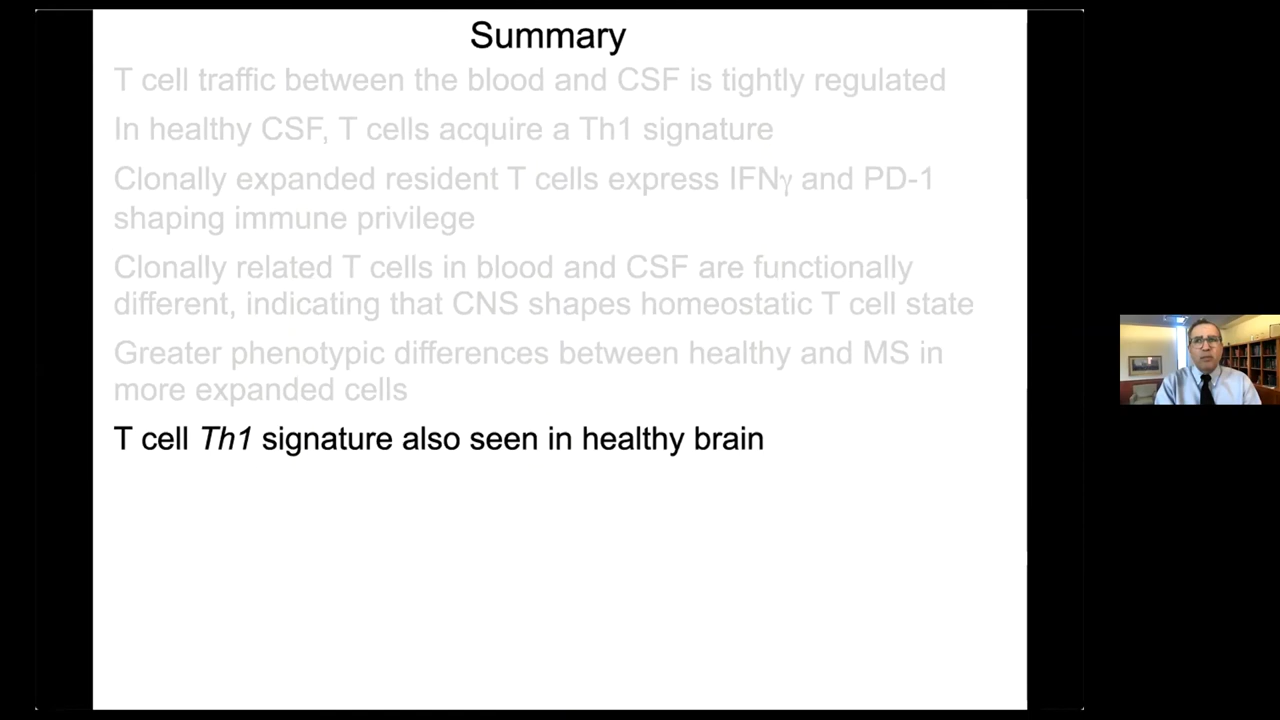 Summary
T cell traffic between the blood and CSF is tightly regulated
In healthy CSF, T cells acquire a Th1 signature
Clonally expanded resident T cells express IFNγ and PD-1
shaping immune privilege
Clonally related T cells in blood and CSF are functionally
different, indicating that CNS shapes homeostatic T cell state
Greater phenotypic differences between healthy and MS in
more expanded cells
T cell Th1 signature also seen in healthy brain